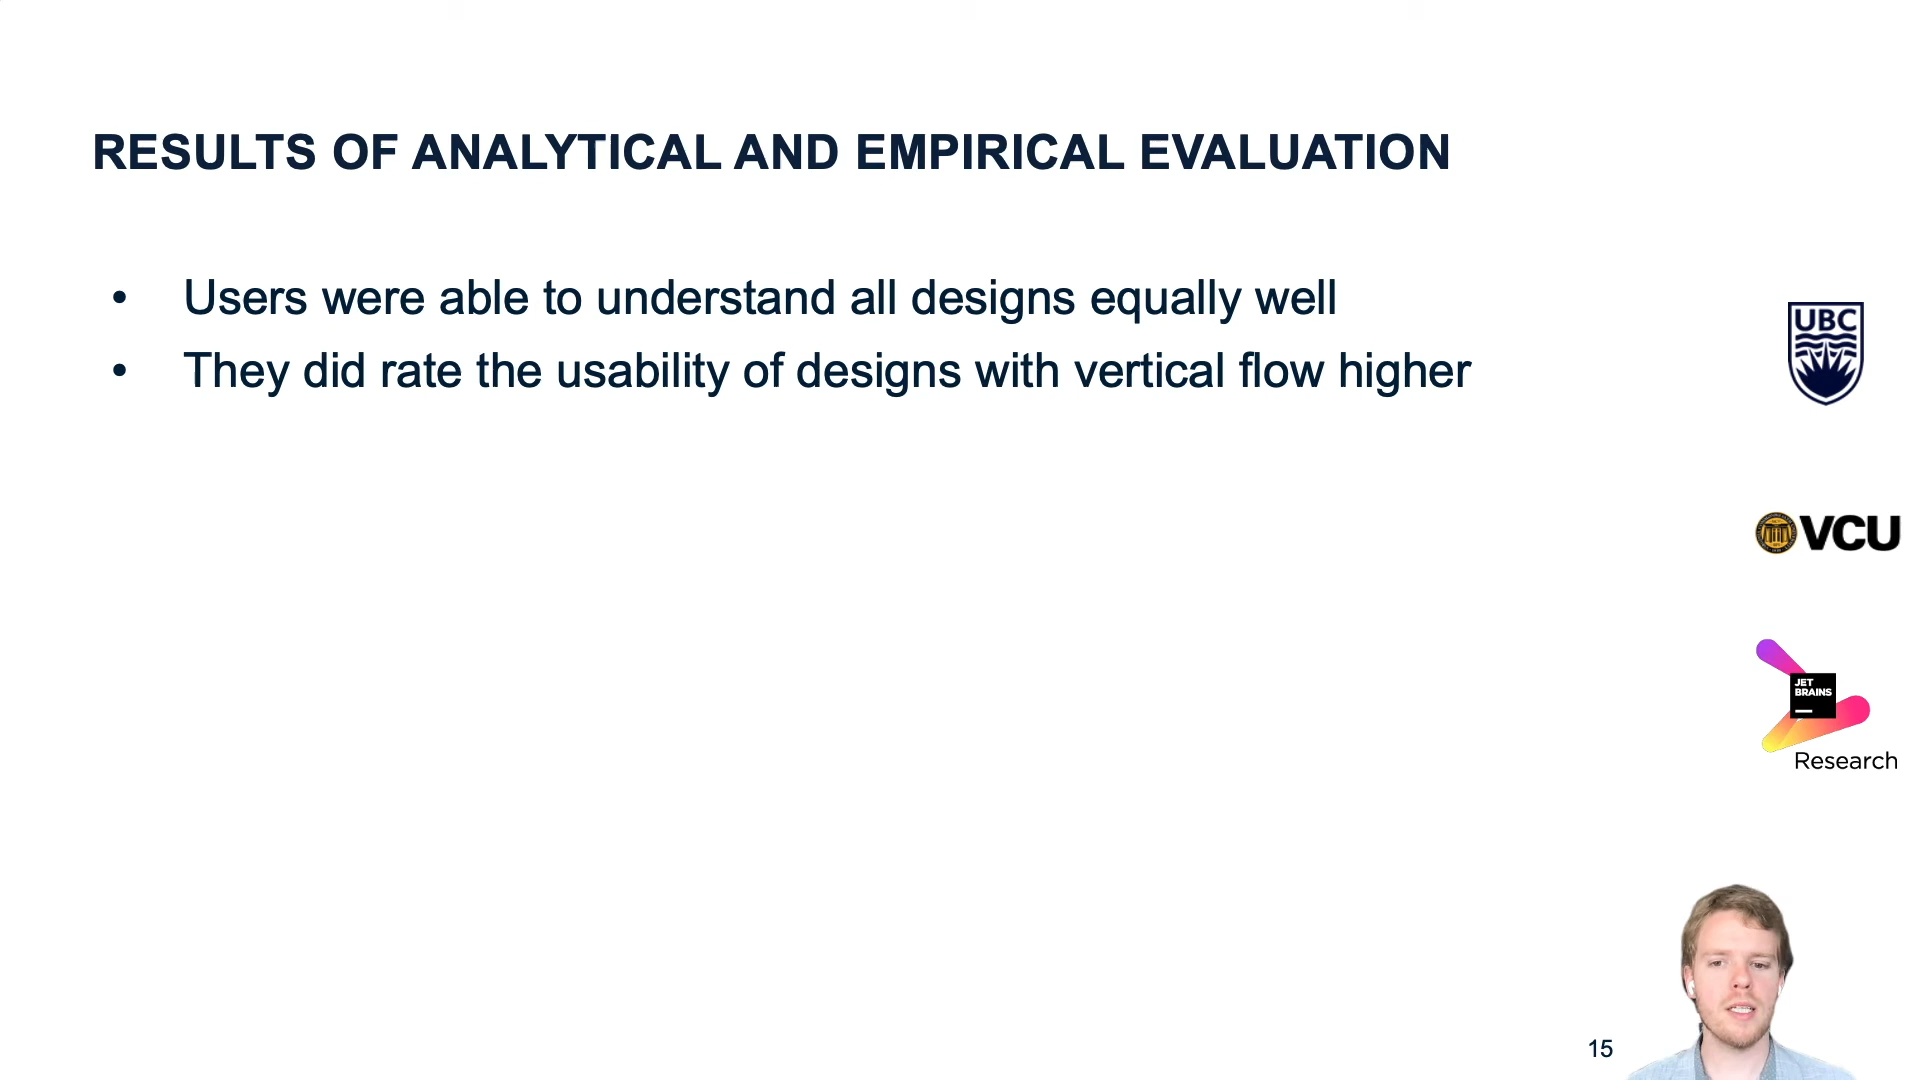 RESULTS OF ANALYTICAL AND EMPIRICAL EVALUATION
• Users were able to understand all designs equally well
• They did rate the usability of designs with vertical flow higher
UBC
VCU
JET
BRAINS
Research
15